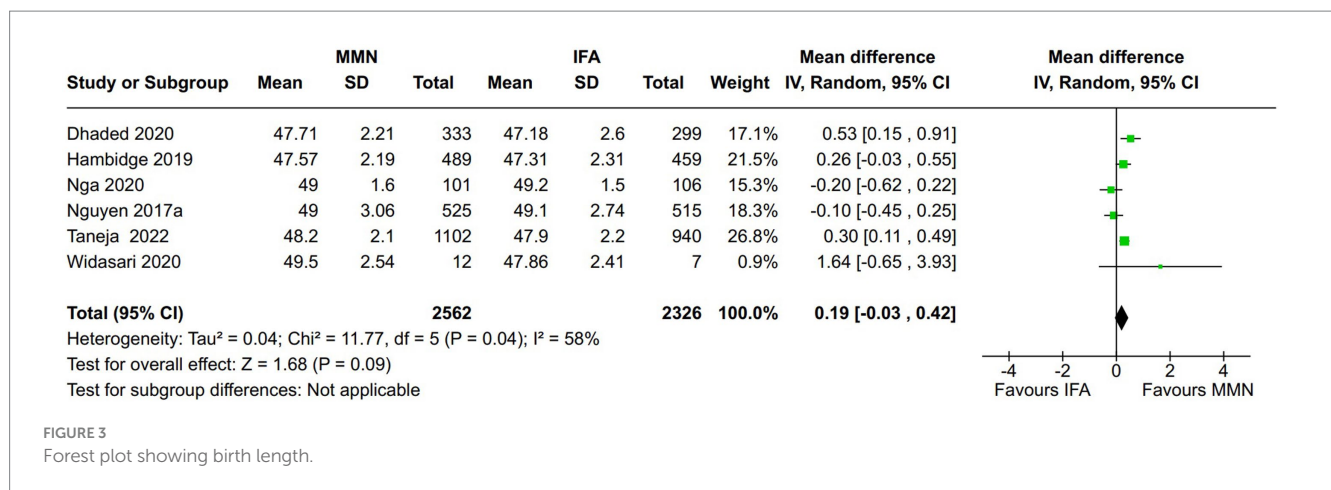 MMN IFA Mean difference Mean difference
Study or Subgroup Mean SD Total Mean SD Total Weight IV, Random, 95% CI IV, Random, 95% CI
Dhaded 2020 47.71 2.21 333 47.18 2.6 299 17.1% 0.53 [0.15 , 0.91]
Hambidge 2019 47.57 2.19 489 47.31 2.31 459 21.5% 0.26 [-0.03 , 0.55]
Nga 2020 49 1.6 101 49.2 1.5 106 15.3% -0.20 [-0.62 , 0.22]
Nguyen 2017a 49 3.06 525 49.1 2.74 515 18.3% -0.10 [-0.45 , 0.25]
Taneja 2022 48.2 2.1 1102 47.9 2.2 940 26.8% 0.30 [0.11 , 0.49]
Widasari 2020 49.5 2.54 12 47.86 2.41 7 0.9% 1.64 [-0.65 , 3.93]
Total (95% CI) 2562 2326 100.0% 0.19 [-0.03 , 0.42]
Heterogeneity: Tau² = 0.04; Chi² = 11.77, df = 5 (P = 0.04); I² = 58%
Test for overall effect: Z = 1.68 (P = 0.09)
Test for subgroup differences: Not applicable
-4 -2 0 2 4
Favours IFA Favours MMN
FIGURE 3
Forest plot showing birth length.